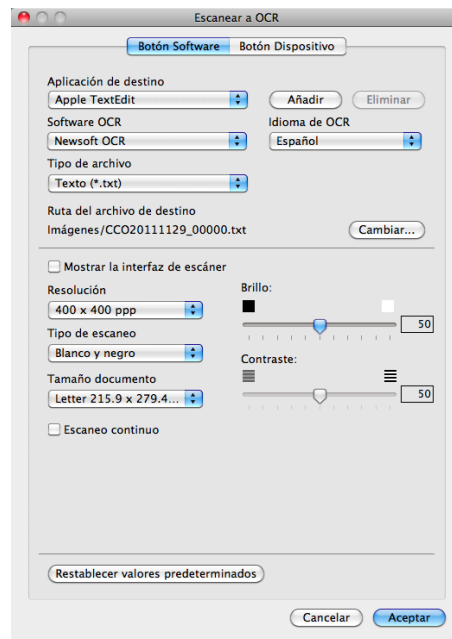 Escanear a OCR
Botón Software Botón Dispositivo
Aplicación de destino
Apple TextEdit Añadir Eliminar
Software OCR Idioma de OCR
Newsoft OCR Español
Tipo de archivo
Texto (*.txt)
Ruta del archivo de destino
Imágenes/CCO20111129_00000.txt Cambiar...
Mostrar la interfaz de escáner
Resolución Brillo:
400 x 400 ppp 50
Tipo de escaneo
Blanco y negro
Contraste:
Tamaño documento
Letter 215.9 x 279.4... 50
Escaneo continuo
Restablecer valores predeterminados
Cancelar Aceptar